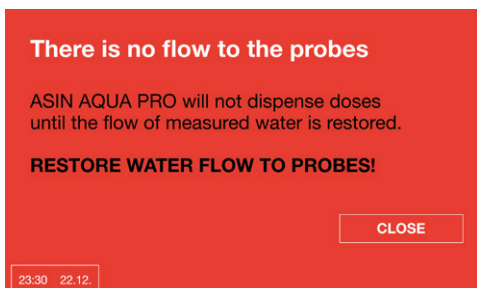 There is no flow to the probes
ASIN AQUA PRO will not dispense doses
until the flow of measured water is restored.
RESTORE WATER FLOW TO PROBES!
CLOSE
23:30 22.12.